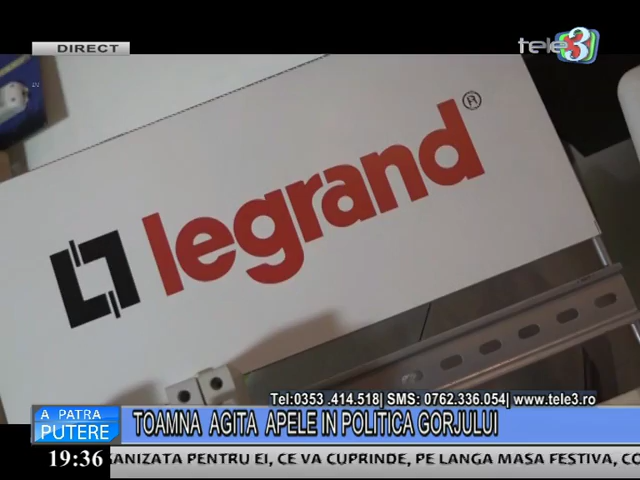 DIRECT
tele3
legrand®
Tel:0353 .414.518| SMS: 0762.336.054| www.tele3.ro
A PATRA
PUTERE
TOAMNA AGITA APELE IN POLITICA GORJULUI
19:36
GANIZATA PENTRU EI, CE VA CUPRINDE, PE LANGA MASA FESTIVA, CO